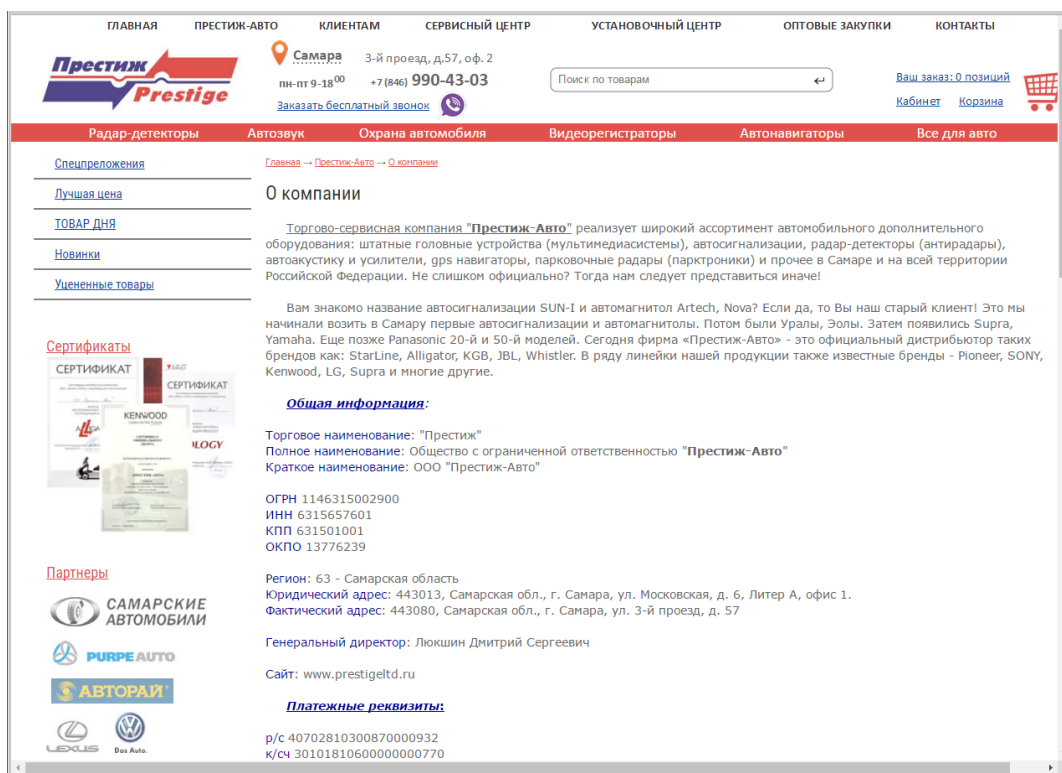 ГЛАВНАЯ ПРЕСТИЖ-АВТО КЛИЕНТАМ СЕРВИСНЫЙ ЦЕНТР УСТАНОВОЧНЫЙ ЦЕНТР ОПТОВЫЕ ЗАКУПКИ КОНТАКТЫ
Престиж
Prestige
Самара 3-й проезд, д.57, оф. 2
пн-пт 9-18⁰⁰ +7 (846) 990-43-03
Заказать бесплатный звонок
Поиск по товарам
Ваш заказ: 0 позиций
Кабинет Корзина
Радар-детекторы Автозвук Охрана автомобиля Видеорегистраторы Автонавигаторы Все для авто
Спецпреложения
Лучшая цена
ТОВАР ДНЯ
Новинки
Уцененные товары
Сертификаты
СЕРТИФИКАТ
СЕРТИФИКАТ
KENWOOD
Партнеры
САМАРСКИЕ
АВТОМОБИЛИ
PURPE AUTO
АВТОРАЙ
LEXUS Das Auto.
Главная → Престиж-Авто → О компании
О компании
Торгово-сервисная компания "Престиж-Авто" реализует широкий ассортимент автомобильного дополнительного
оборудования: штатные головные устройства (мультимедиасистемы), автосигнализации, радар-детекторы (антирадары),
автоакустику и усилители, gps навигаторы, парковочные радары (парктроники) и прочее в Самаре и на всей территории
Российской Федерации. Не слишком официально? Тогда нам следует представиться иначе!
Вам знакомо название автосигнализации SUN-I и автомагнитол Artech, Nova? Если да, то Вы наш старый клиент! Это мы
начинали возить в Самару первые автосигнализации и автомагнитолы. Потом были Уралы, Эолы. Затем появились Supra,
Yamaha. Еще позже Panasonic 20-й и 50-й моделей. Сегодня фирма «Престиж-Авто» - это официальный дистрибьютор таких
брендов как: StarLine, Alligator, KGB, JBL, Whistler. В ряду линейки нашей продукции также известные бренды - Pioneer, SONY,
Kenwood, LG, Supra и многие другие.
Общая информация:
Торговое наименование: "Престиж"
Полное наименование: Общество с ограниченной ответственностью "Престиж-Авто"
Краткое наименование: ООО "Престиж-Авто"
ОГРН 1146315002900
ИНН 6315657601
КПП 631501001
ОКПО 13776239
Регион: 63 - Самарская область
Юридический адрес: 443013, Самарская обл., г. Самара, ул. Московская, д. 6, Литер А, офис 1.
Фактический адрес: 443080, Самарская обл., г. Самара, ул. 3-й проезд, д. 57
Генеральный директор: Люкшин Дмитрий Сергеевич
Сайт: www.prestigeltd.ru
Платежные реквизиты:
р/с 40702810300870000932
к/сч 30101810600000000770